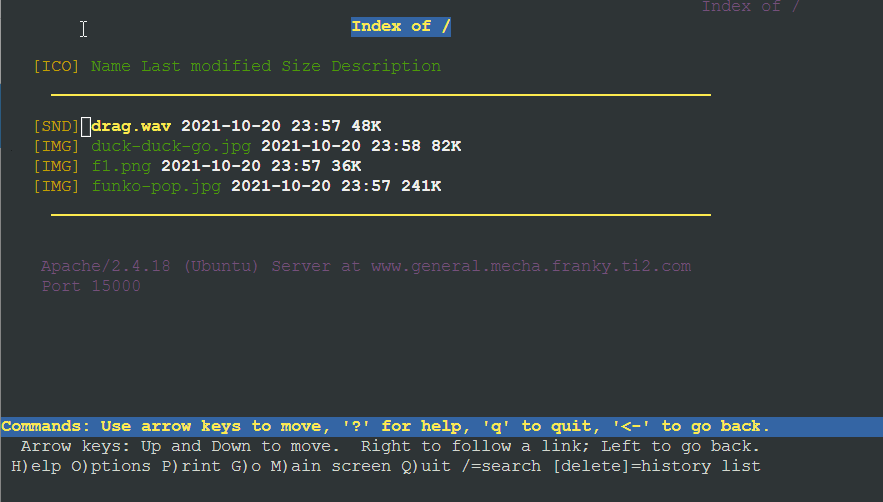 Index of /
Index of /
[ICO] Name Last modified Size Description
[SND] drag.wav 2021-10-20 23:57 48K
[IMG] duck-duck-go.jpg 2021-10-20 23:58 82K
[IMG] f1.png 2021-10-20 23:57 36K
[IMG] funko-pop.jpg 2021-10-20 23:57 241K
Apache/2.4.18 (Ubuntu) Server at www.general.mecha.franky.ti2.com
Port 15000
Commands: Use arrow keys to move, '?' for help, 'q' to quit, '<-' to go back.
Arrow keys: Up and Down to move. Right to follow a link; Left to go back.
H)elp O)ptions P)rint G)o M)ain screen Q)uit /=search [delete]=history list